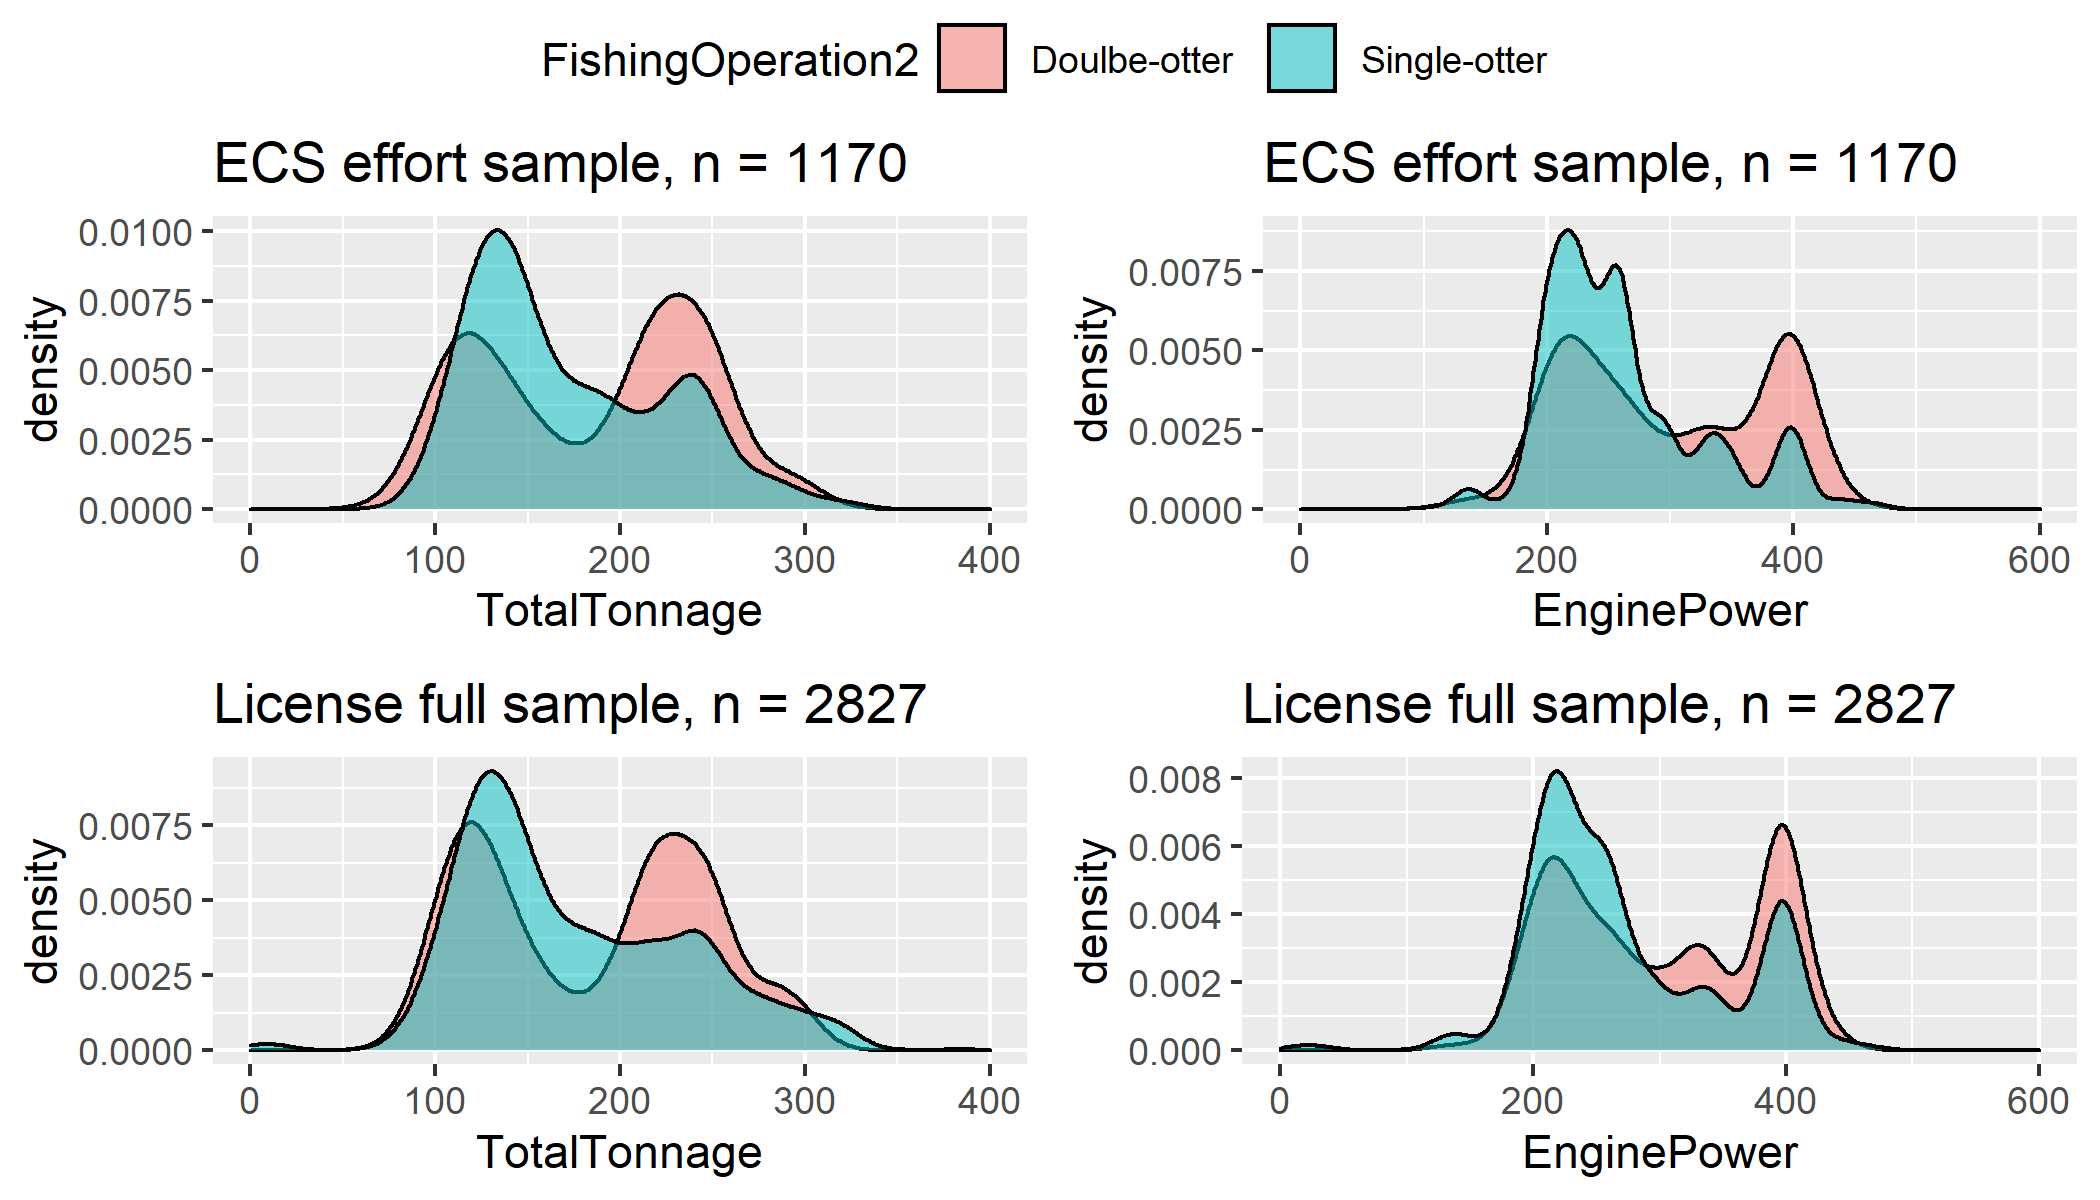 FishingOperation2 Doulbe-otter Single-otter
ECS effort sample, n = 1170
density
0.0100
0.0075
0.0050
0.0025
0.0000
0 100 200 300 400
TotalTonnage
ECS effort sample, n = 1170
density
0.0075
0.0050
0.0025
0.0000
0 200 400 600
EnginePower
License full sample, n = 2827
density
0.0075
0.0050
0.0025
0.0000
0 100 200 300 400
TotalTonnage
License full sample, n = 2827
density
0.008
0.006
0.004
0.002
0.000
0 200 400 600
EnginePower